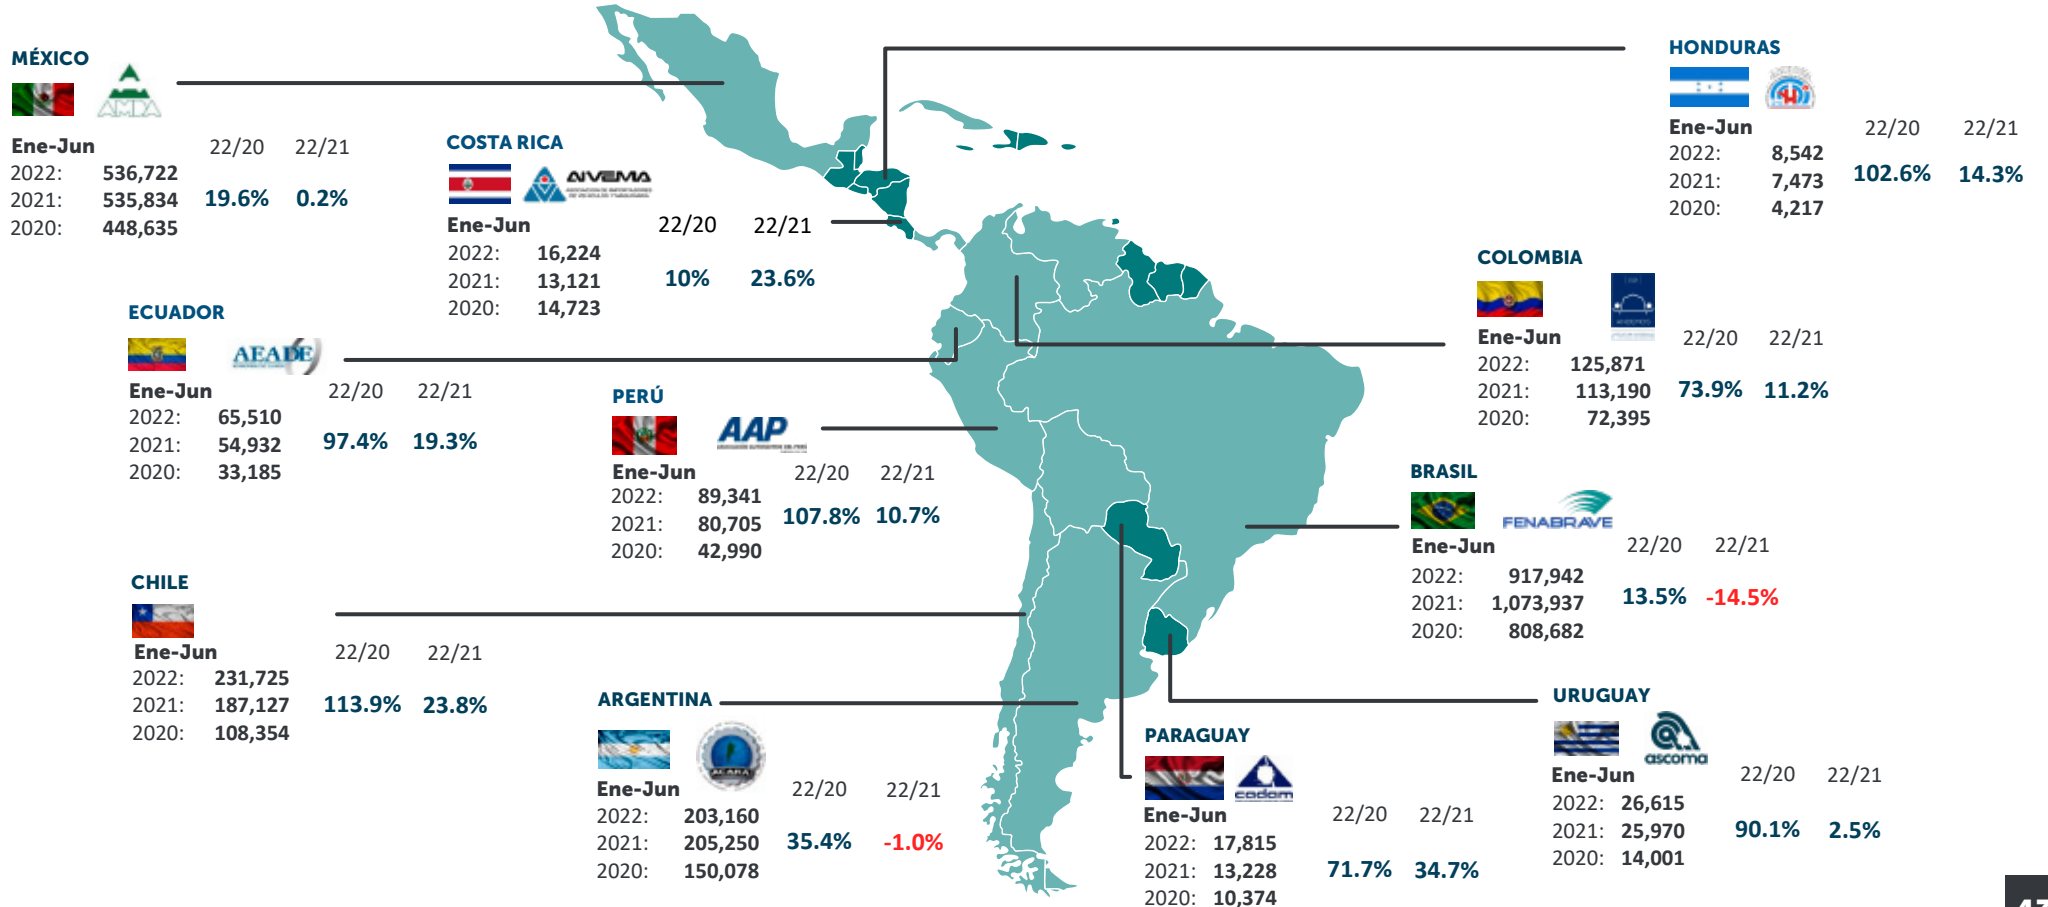 MÉXICO
AMDA
Ene-Jun 22/20 22/21
2022: 536,722
2021: 535,834 19.6% 0.2%
2020: 448,635
COSTA RICA
AIVEMA
Ene-Jun 22/20 22/21
2022: 16,224
2021: 13,121 10% 23.6%
2020: 14,723
HONDURAS
Ene-Jun 22/20 22/21
2022: 8,542
2021: 7,473 102.6% 14.3%
2020: 4,217
COLOMBIA
Ene-Jun 22/20 22/21
2022: 125,871
2021: 113,190 73.9% 11.2%
2020: 72,395
ECUADOR
AEADE
Ene-Jun 22/20 22/21
2022: 65,510
2021: 54,932 97.4% 19.3%
2020: 33,185
PERÚ
AAP
Ene-Jun 22/20 22/21
2022: 89,341
2021: 80,705 107.8% 10.7%
2020: 42,990
BRASIL
FENABRAVE
Ene-Jun 22/20 22/21
2022: 917,942
2021: 1,073,937 13.5% -14.5%
2020: 808,682
CHILE
Ene-Jun 22/20 22/21
2022: 231,725
2021: 187,127 113.9% 23.8%
2020: 108,354
ARGENTINA
ACARA
Ene-Jun 22/20 22/21
2022: 203,160
2021: 205,250 35.4% -1.0%
2020: 150,078
PARAGUAY
cadam
Ene-Jun 22/20 22/21
2022: 17,815
2021: 13,228 71.7% 34.7%
2020: 10,374
URUGUAY
ascoma
Ene-Jun 22/20 22/21
2022: 26,615
2021: 25,970 90.1% 2.5%
2020: 14,001